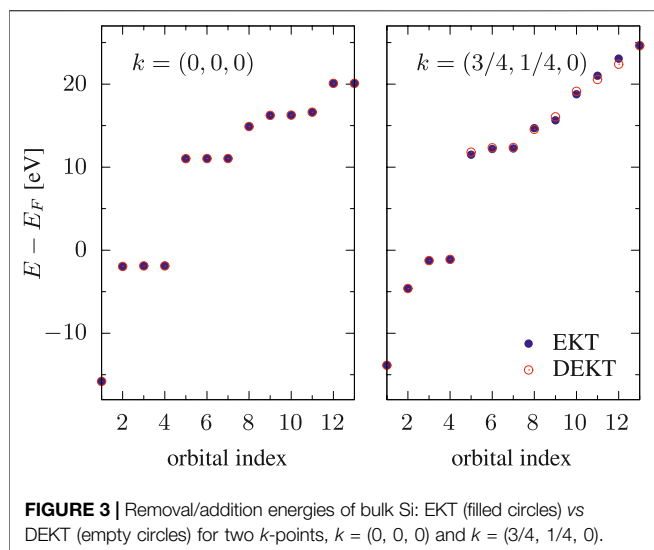 k = (0, 0, 0)
k = (3/4, 1/4, 0)
20
10
0
−10
E − E_F [eV]
EKT
DEKT
2 4 6 8 10 12
2 4 6 8 10 12
orbital index
orbital index
FIGURE 3 | Removal/addition energies of bulk Si: EKT (filled circles) vs
DEKT (empty circles) for two k-points, k = (0, 0, 0) and k = (3/4, 1/4, 0).